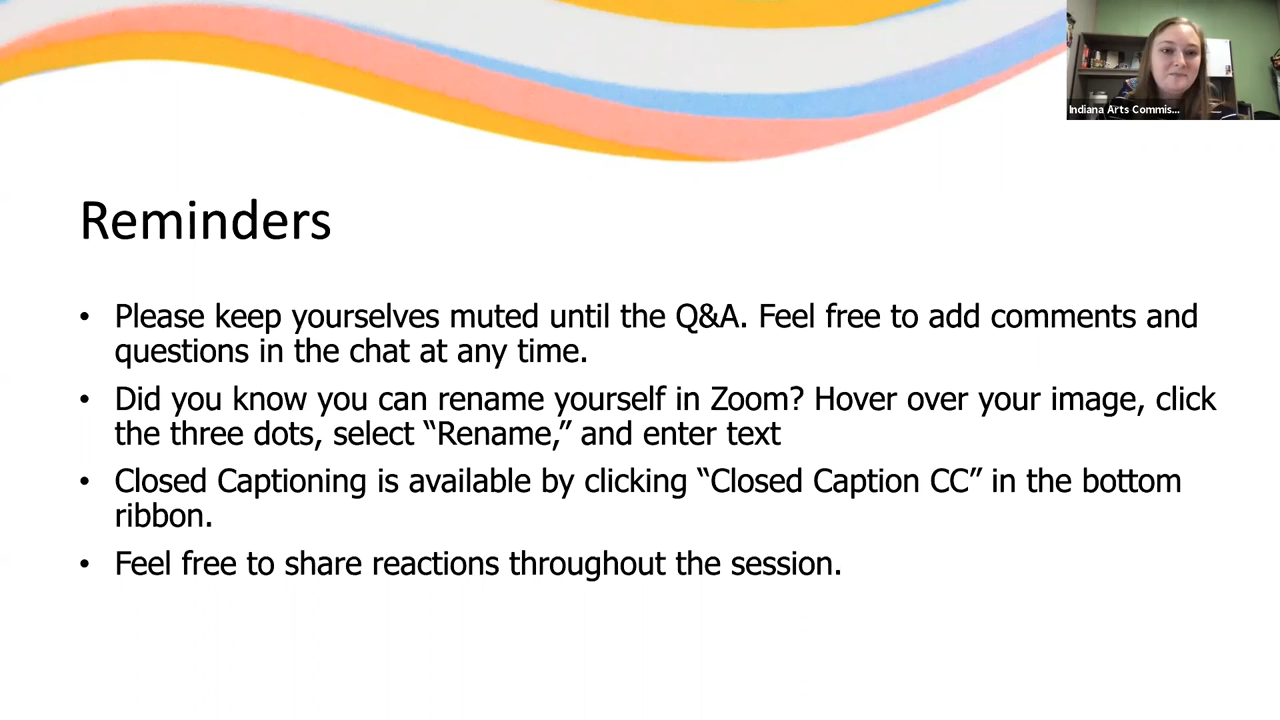 Indiana Arts Commis...
Reminders
• Please keep yourselves muted until the Q&A. Feel free to add comments and
questions in the chat at any time.
• Did you know you can rename yourself in Zoom? Hover over your image, click
the three dots, select “Rename,” and enter text
• Closed Captioning is available by clicking “Closed Caption CC” in the bottom
ribbon.
• Feel free to share reactions throughout the session.